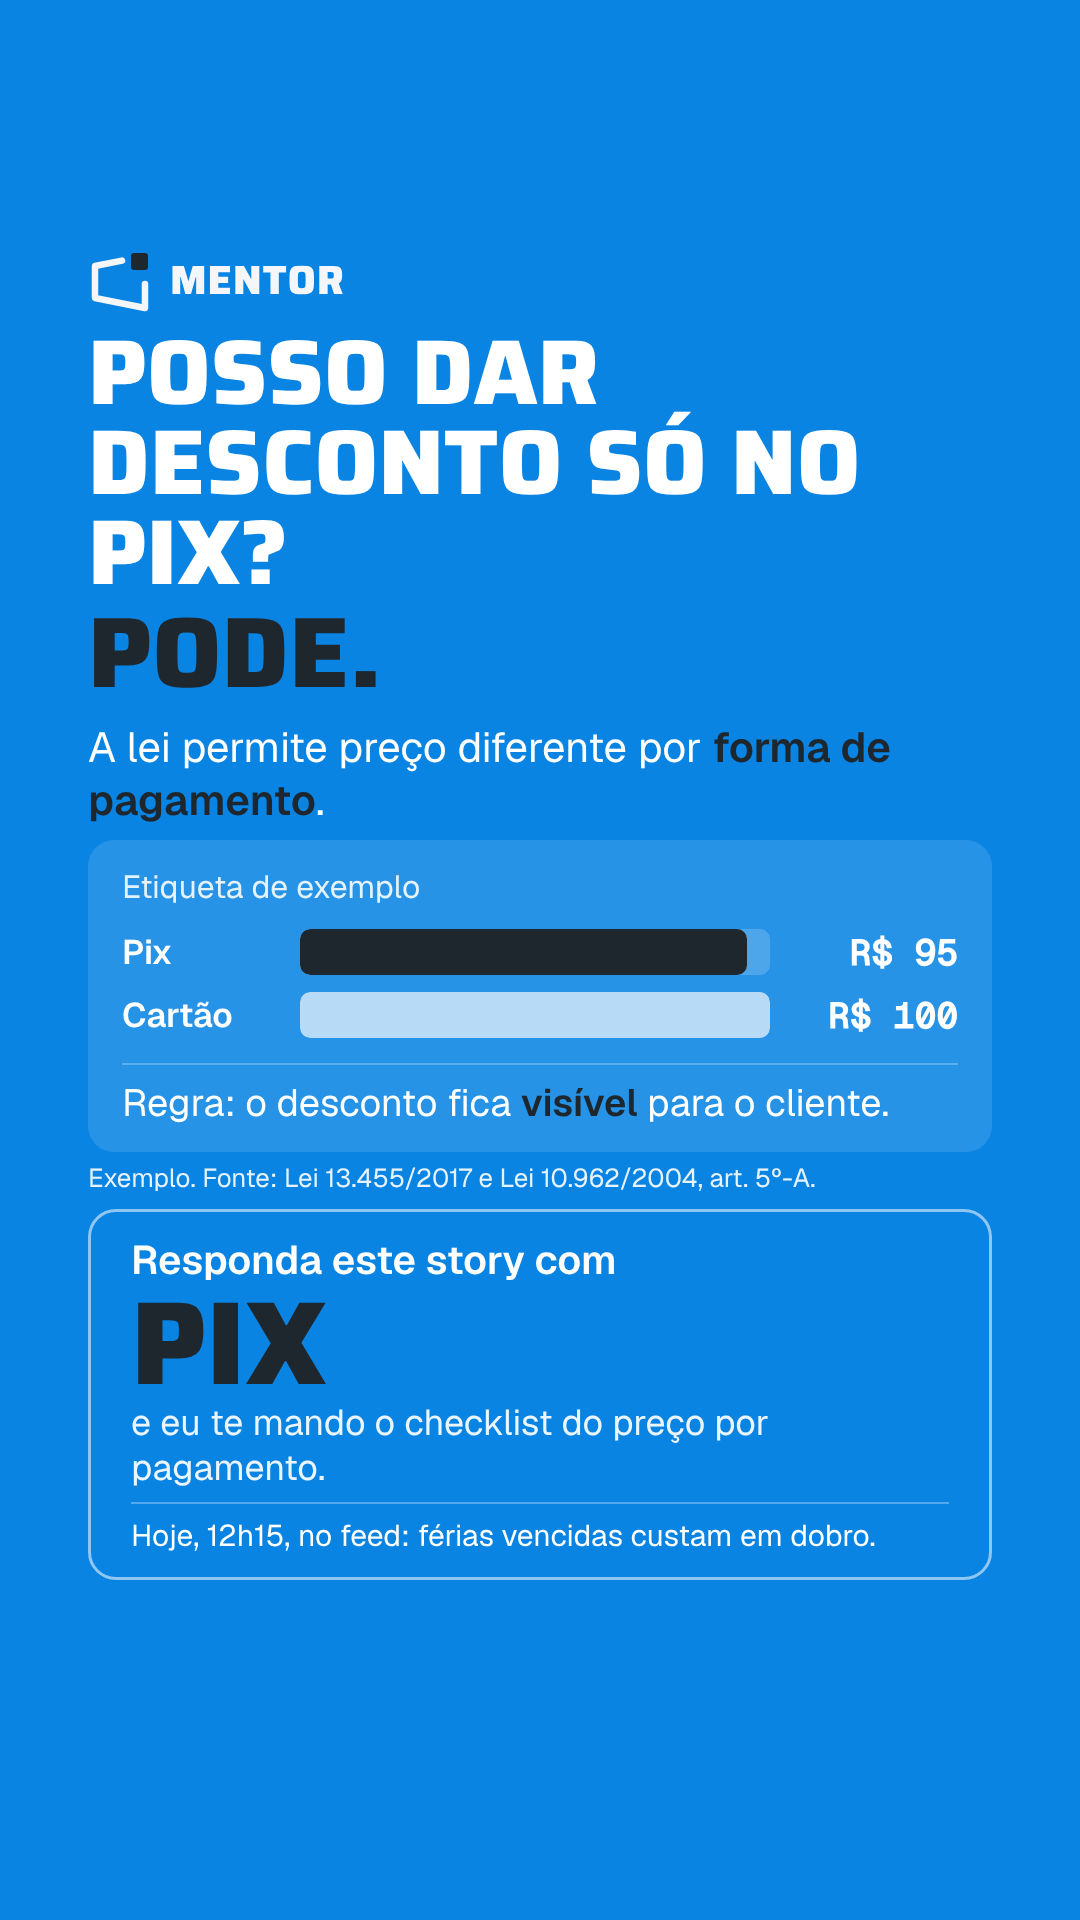 MENTOR
POSSO DAR
DESCONTO SÓ NO
PIX?
PODE.
A lei permite preço diferente por forma de
pagamento.
Etiqueta de exemplo
Pix R$ 95
Cartão R$ 100
Regra: o desconto fica visível para o cliente.
Exemplo. Fonte: Lei 13.455/2017 e Lei 10.962/2004, art. 5º-A.
Responda este story com
PIX
e eu te mando o checklist do preço por
pagamento.
Hoje, 12h15, no feed: férias vencidas custam em dobro.